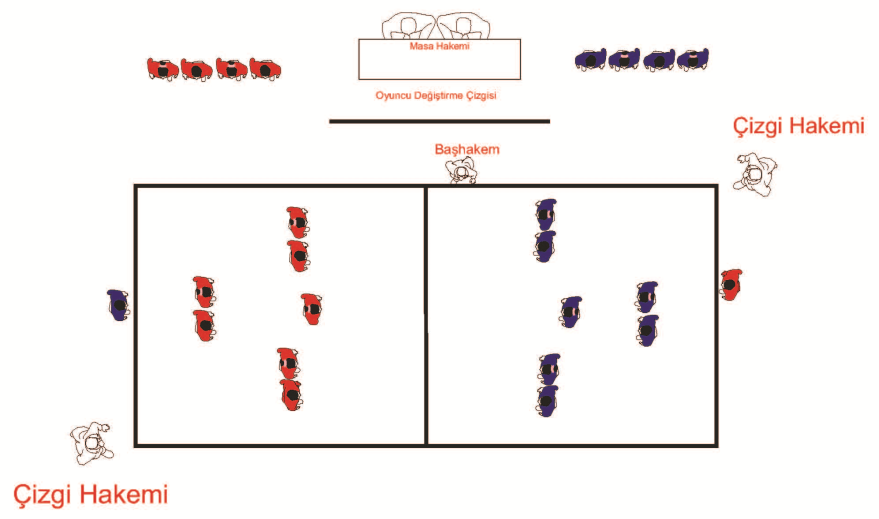 Masa Hakemi
Oyuncu Değiştirme Çizgisi
Çizgi Hakemi
Başhakem
Çizgi Hakemi